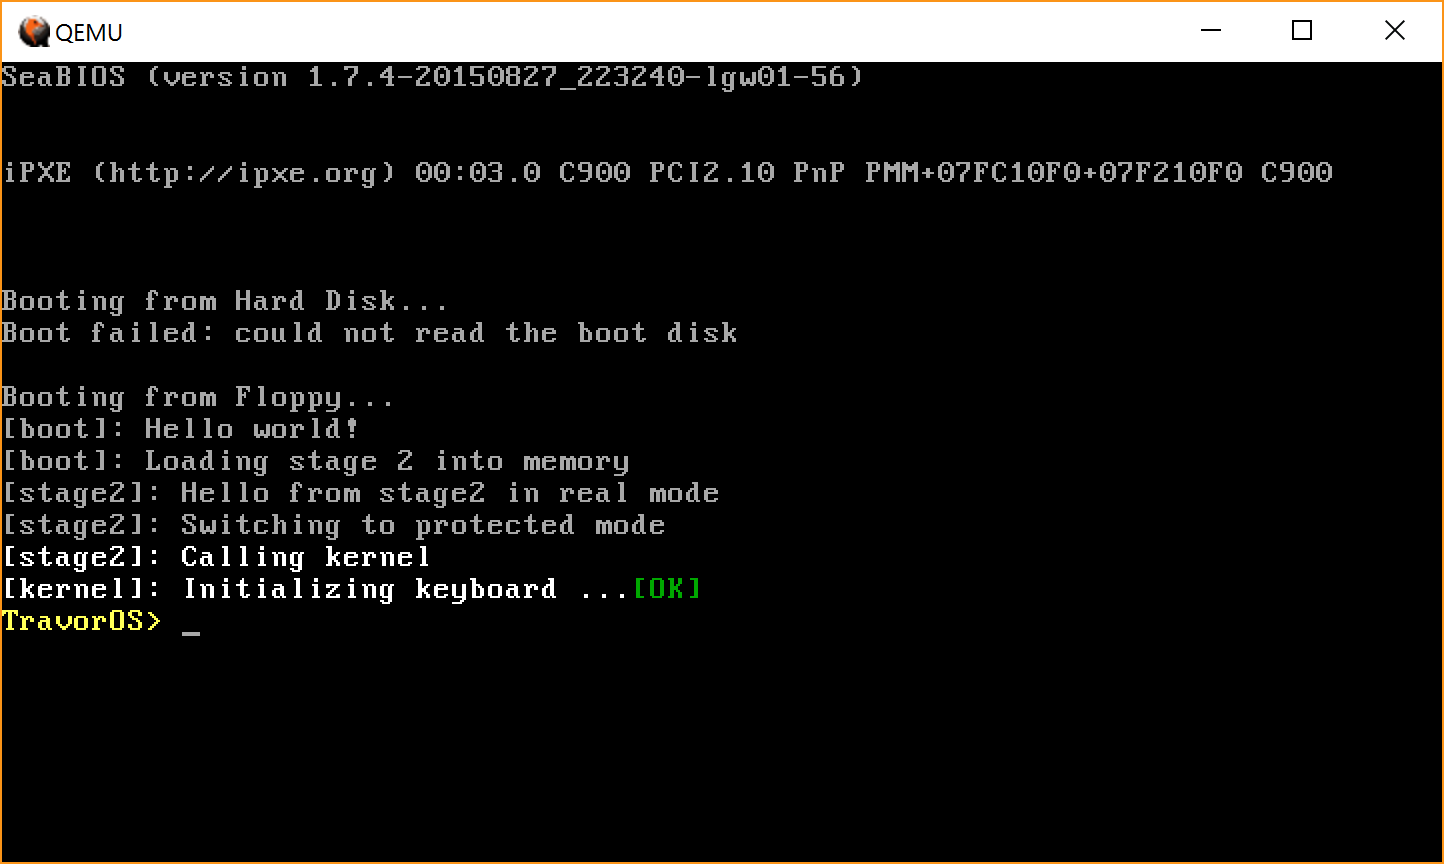 QEMU
SeaBIOS (version 1.7.4-20150827_223240-lgw01-56)
iPXE (http://ipxe.org) 00:03.0 C900 PCI2.10 PnP PMM+07FC10F0+07F210F0 C900
Booting from Hard Disk...
Boot failed: could not read the boot disk
Booting from Floppy...
[boot]: Hello world!
[boot]: Loading stage 2 into memory
[stage2]: Hello from stage2 in real mode
[stage2]: Switching to protected mode
[stage2]: Calling kernel
[kernel]: Initializing keyboard ...[OK]
TravorOS> _